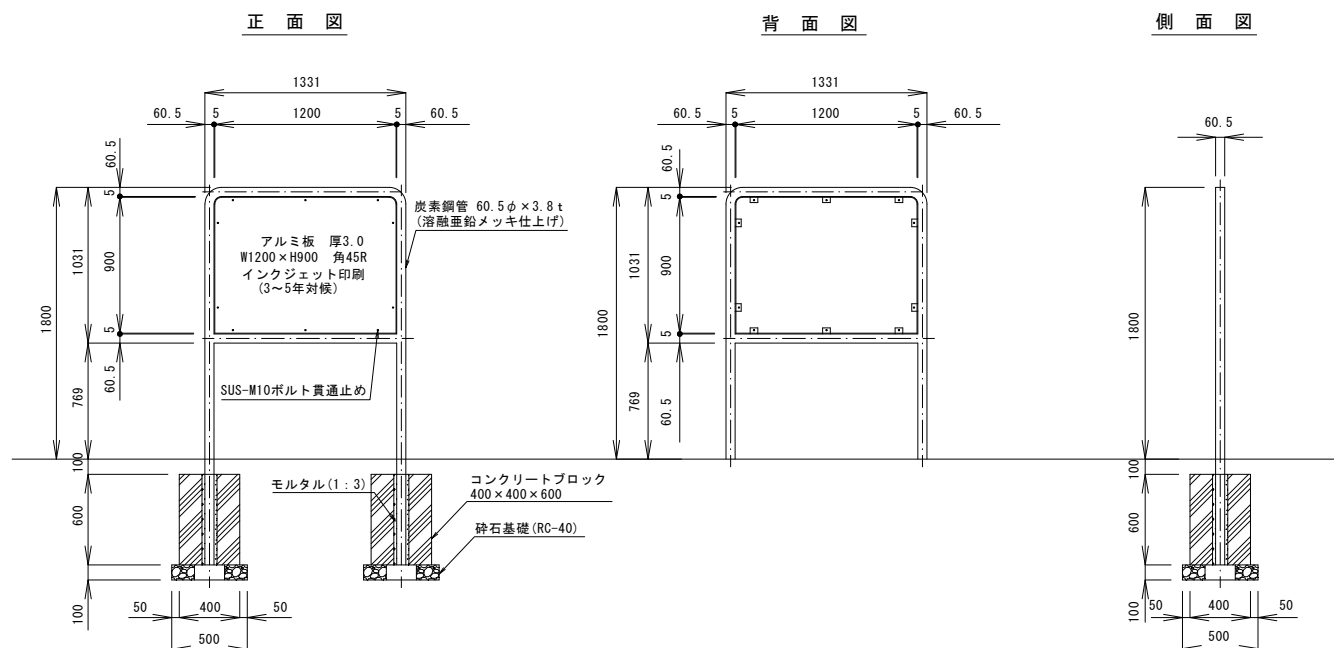 正 面 図
1331
60.5 5 1200 5 60.5
60.5
5
900
1031
1800
5
60.5
769
100
600
100
アルミ板 厚3.0
W1200×H900 角45R
インクジェット印刷
(3～5年対候)
炭素鋼管 60.5φ×3.8t
(溶融亜鉛メッキ仕上げ)
SUS-M10ボルト貫通止め
モルタル(1：3)
コンクリートブロック
400×400×600
砕石基礎(RC-40)
50 400 50
500
背 面 図
1331
60.5 5 1200 5 60.5
60.5
5
900
1031
1800
5
60.5
769
側 面 図
60.5
1800
100
600
100
50 400 50
500